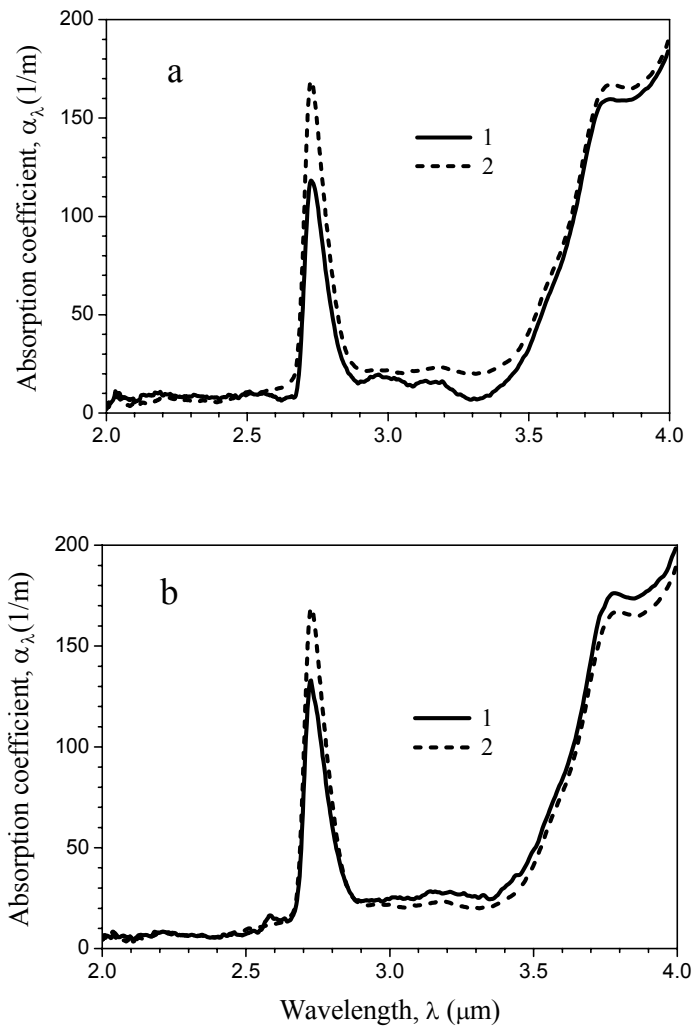 200
a
150
1
2
100
50
0
2.0 2.5 3.0 3.5 4.0
Absorption coefficient, αλ(1/m)
200
b
150
1
2
100
50
0
2.0 2.5 3.0 3.5 4.0
Absorption coefficient, αλ(1/m)
Wavelength, λ (μm)